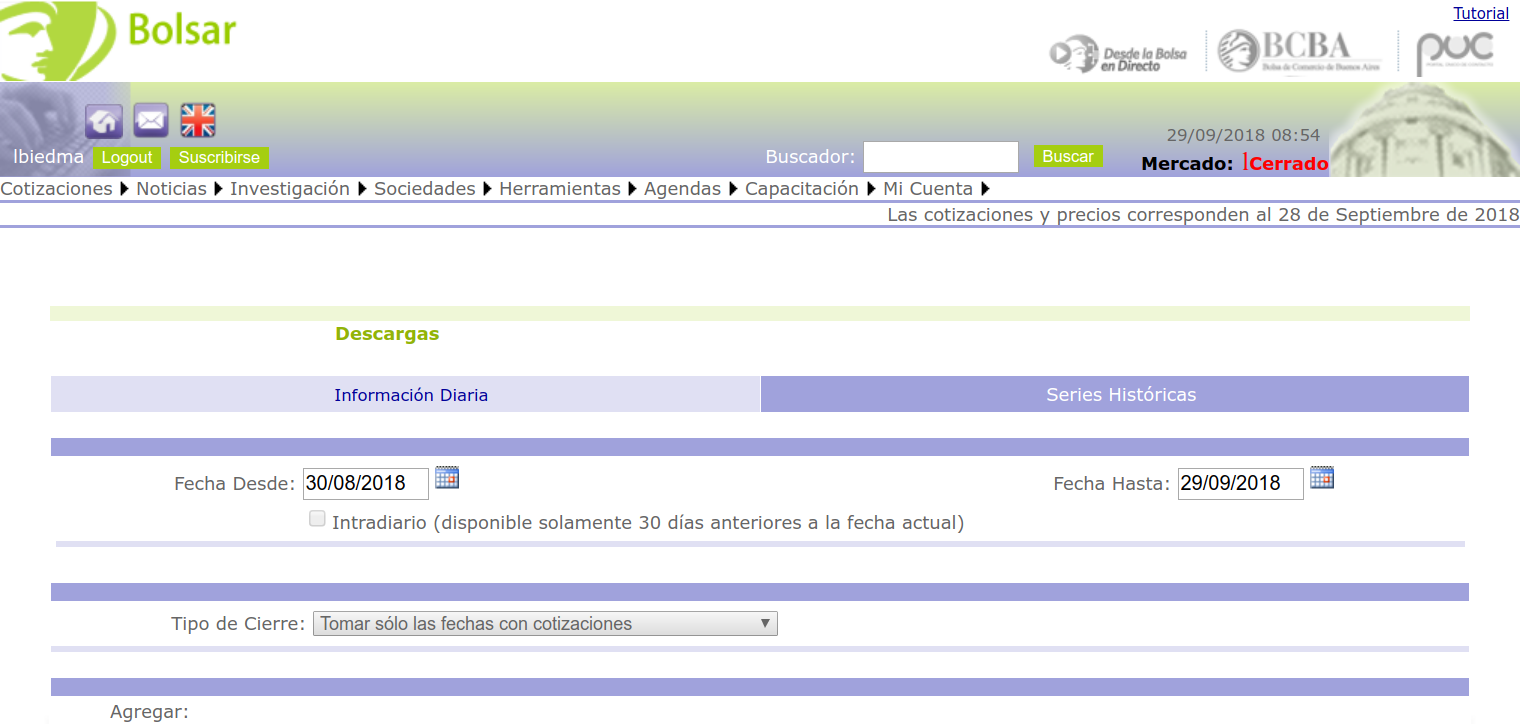 Tutorial
Bolsar
Desde la Bolsa
en Directo
BCBA
Bolsa de Comercio de Buenos Aires
puc
29/09/2018 08:54
lbiedma Logout Suscribirse
Buscador: Buscar
Mercado: 1Cerrado
Cotizaciones Noticias Investigación Sociedades Herramientas Agendas Capacitación Mi Cuenta
Las cotizaciones y precios corresponden al 28 de Septiembre de 2018
Descargas
Información Diaria Series Históricas
Fecha Desde: 30/08/2018 Fecha Hasta: 29/09/2018
Intradiario (disponible solamente 30 días anteriores a la fecha actual)
Tipo de Cierre: Tomar sólo las fechas con cotizaciones
Agregar: